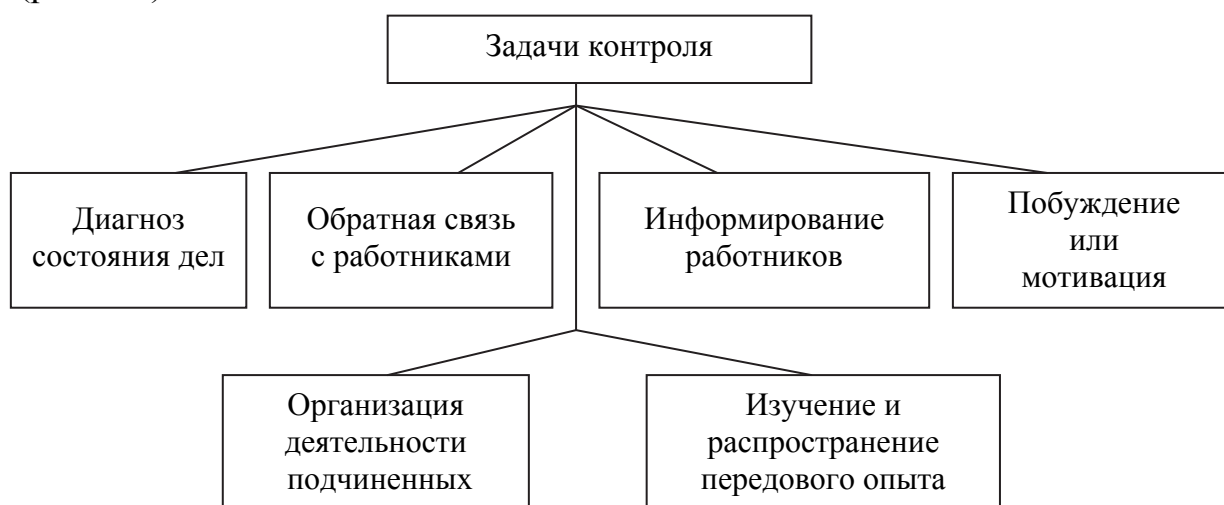 Задачи контроля
Диагноз
состояния дел
Обратная связь
с работниками
Информирование
работников
Побуждение
или
мотивация
Организация
деятельности
подчиненных
Изучение и
распространение
передового опыта